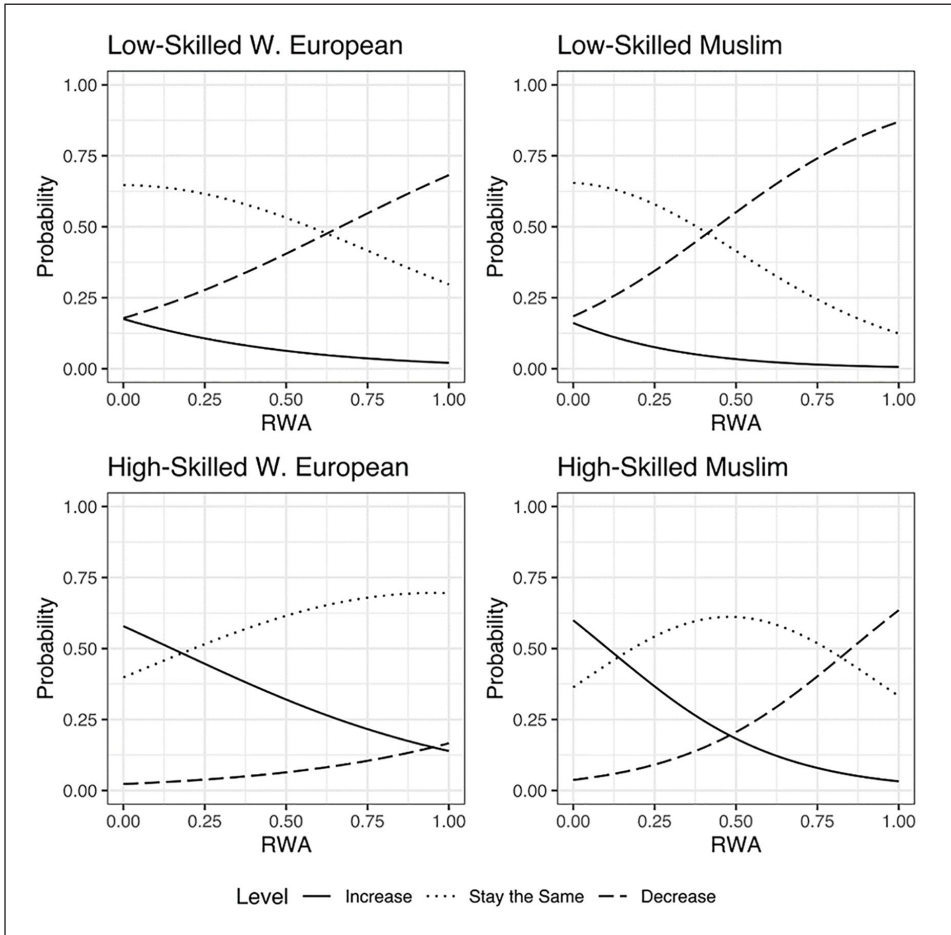 Low-Skilled W. European
Low-Skilled Muslim
1.00
0.75
0.50
0.25
0.00
Probability
0.00 0.25 0.50 0.75 1.00
RWA
1.00
0.75
0.50
0.25
0.00
Probability
0.00 0.25 0.50 0.75 1.00
RWA
High-Skilled W. European
High-Skilled Muslim
1.00
0.75
0.50
0.25
0.00
Probability
0.00 0.25 0.50 0.75 1.00
RWA
1.00
0.75
0.50
0.25
0.00
Probability
0.00 0.25 0.50 0.75 1.00
RWA
Level Increase Stay the Same Decrease